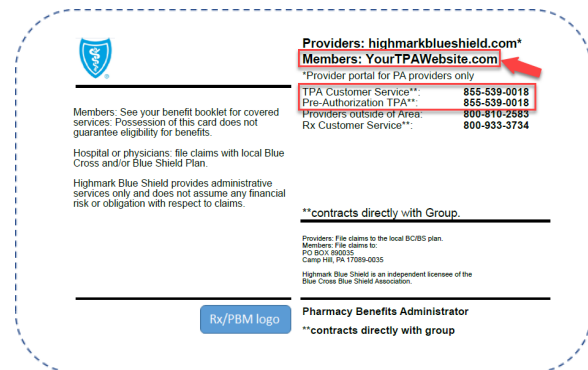 Providers: highmarkblueshield.com*
Members: YourTPAWebsite.com
*Provider portal for PA providers only
TPA Customer Service**: 855-539-0018
Pre-Authorization TPA**: 855-539-0018
Providers outside of Area: 800-810-2583
Rx Customer Service**: 800-933-3734
Members: See your benefit booklet for covered
services: Possession of this card does not
guarantee eligibility for benefits.
Hospital or physicians: file claims with local Blue
Cross and/or Blue Shield Plan.
Highmark Blue Shield provides administrative
services only and does not assume any financial
risk or obligation with respect to claims.
**contracts directly with Group.
Providers: File claims to the local BC/BS plan.
Members: File claims to:
PO BOX 890035
Camp Hill, PA 17089-0035
Highmark Blue Shield is an independent licensee of the
Blue Cross Blue Shield Association.
Rx/PBM logo
Pharmacy Benefits Administrator
**contracts directly with group